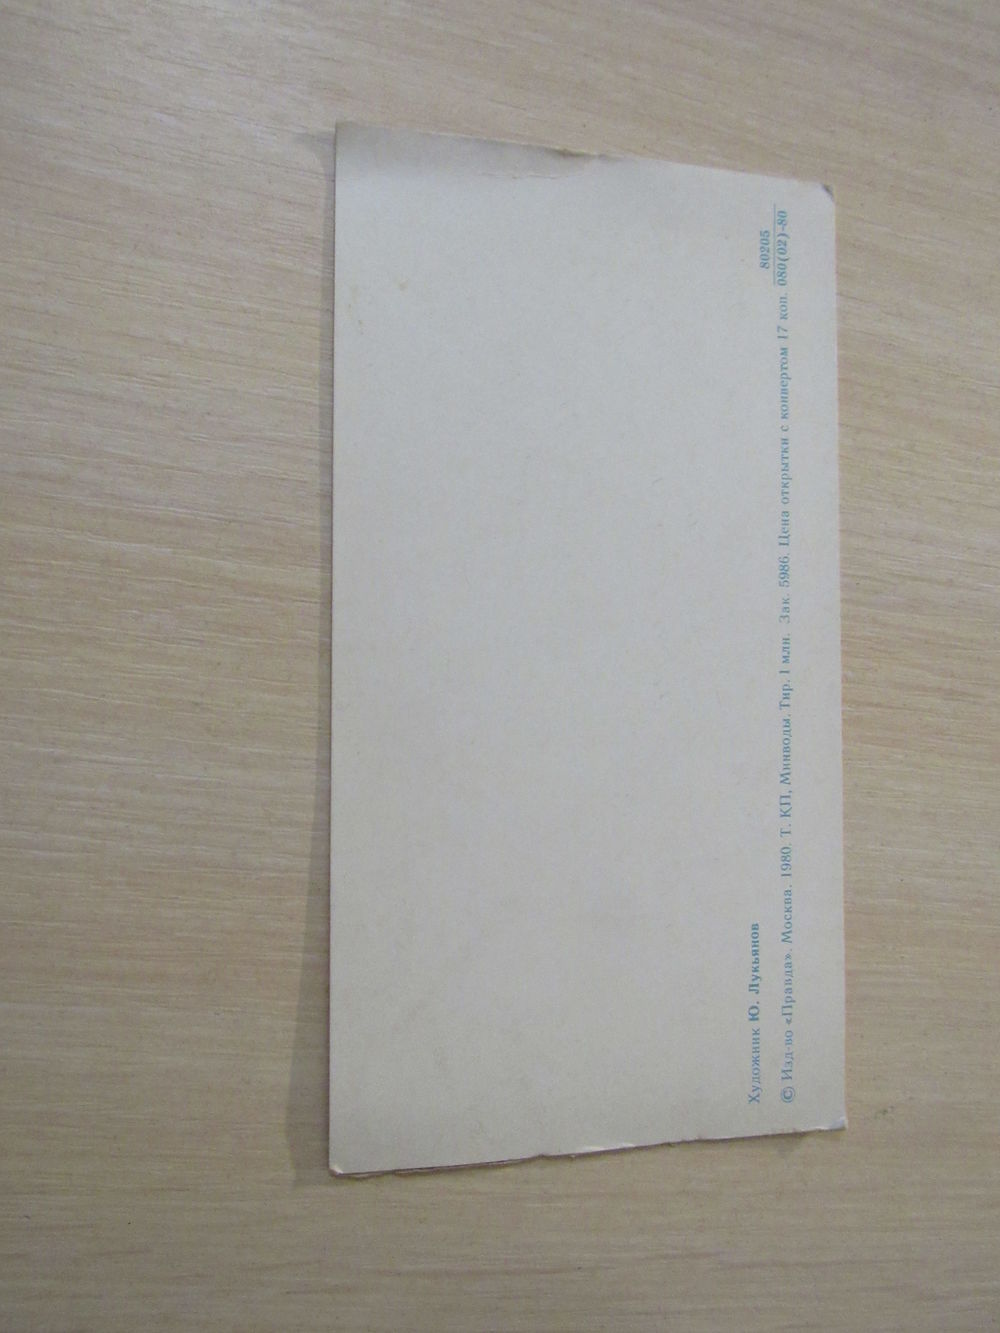 Художник Ю. Лукьянов
© Изд-во «Правда». Москва. 1980. Т. КП, Минводы. Тир. 1 млн. Зак. 5986. Цена открытки с конвертом 17 коп.
80205
080(02)-80